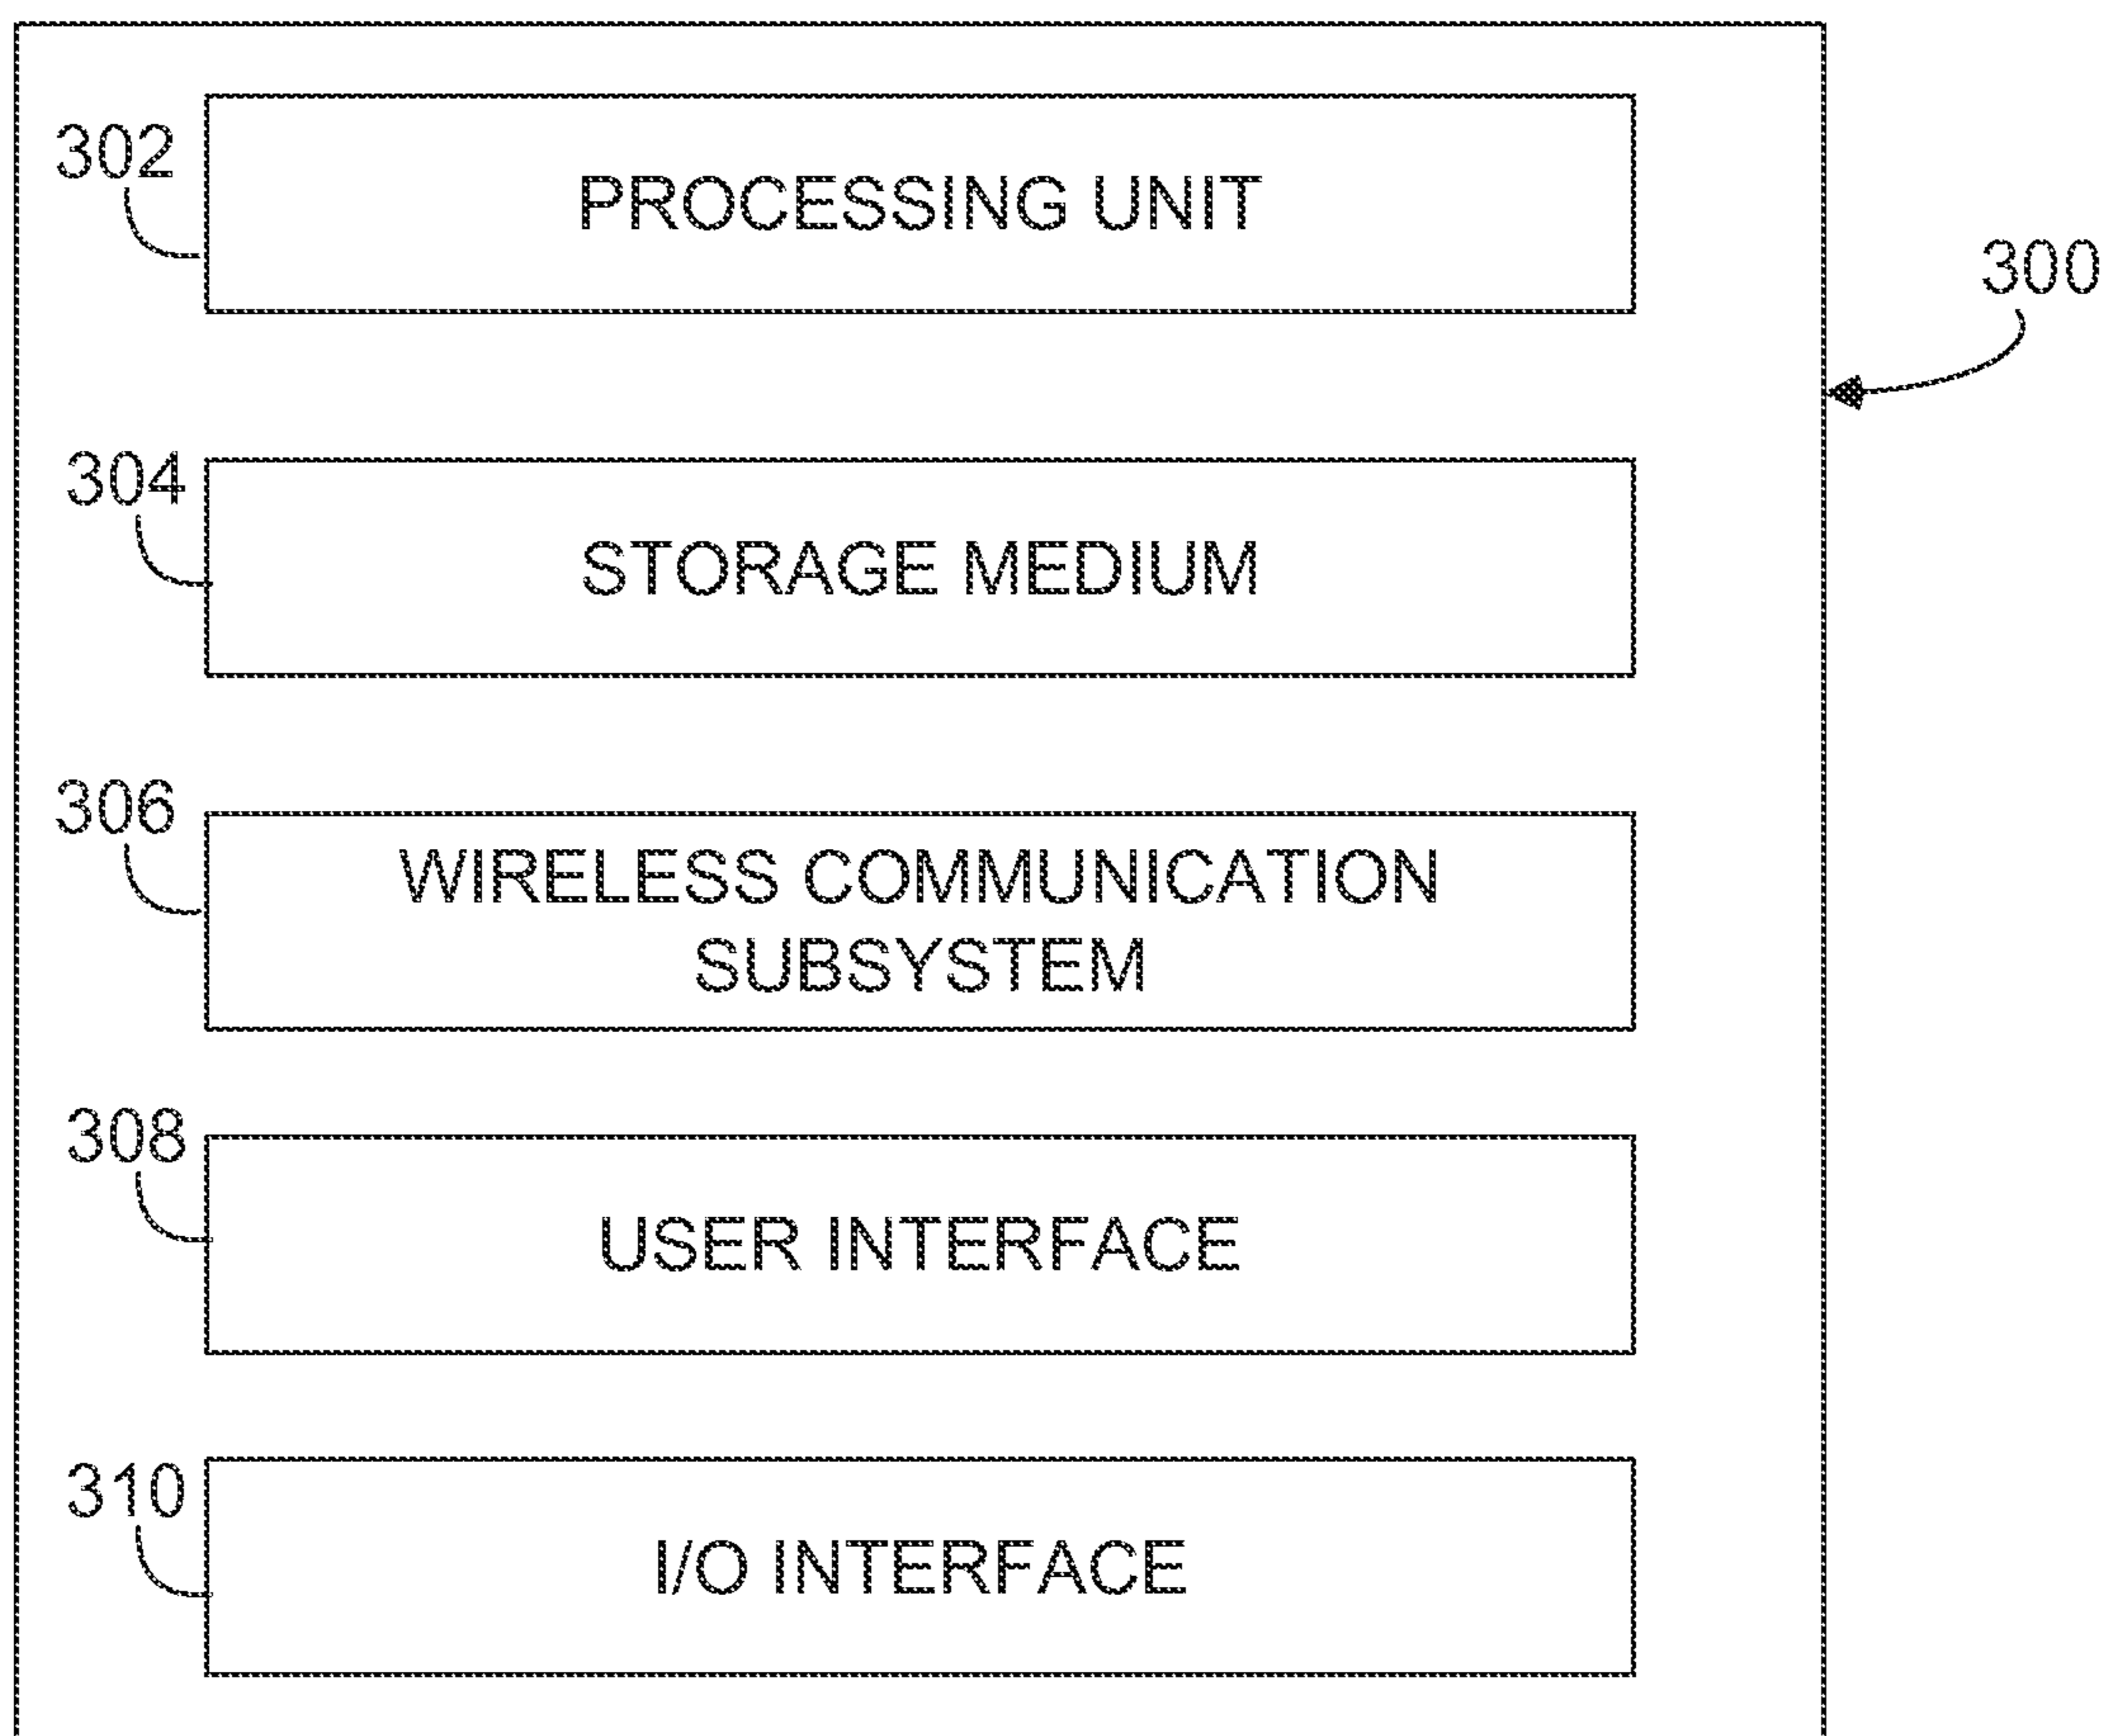 302
PROCESSING UNIT
300
304
STORAGE MEDIUM
306
WIRELESS COMMUNICATION
SUBSYSTEM
308
USER INTERFACE
310
I/O INTERFACE